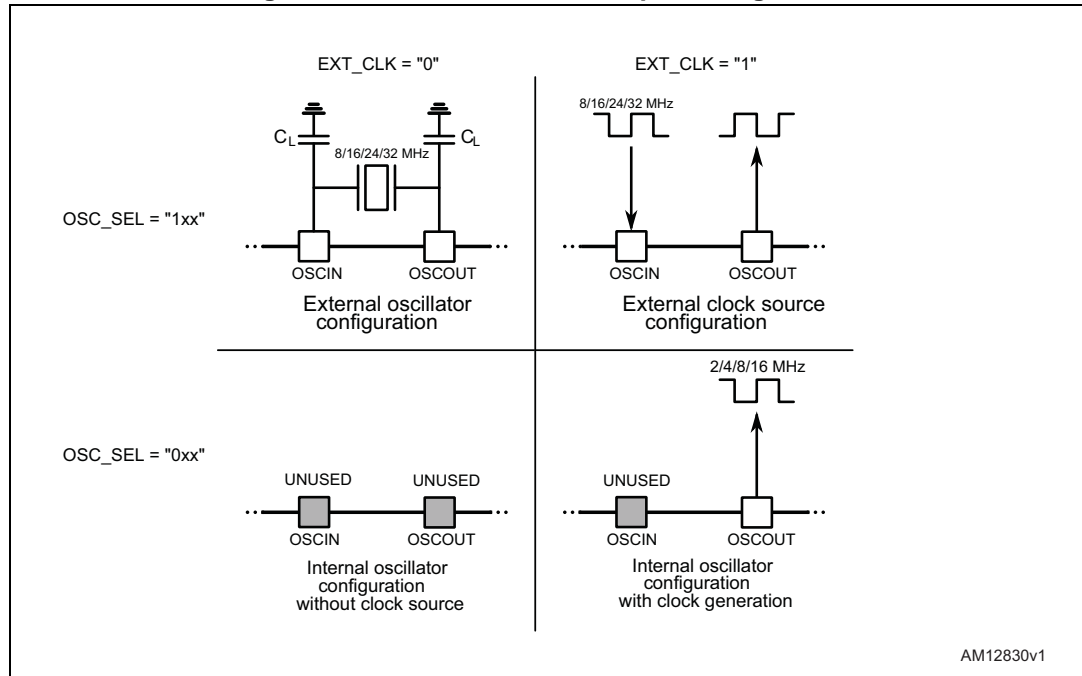 EXT_CLK = "0"
EXT_CLK = "1"
8/16/24/32 MHz
CL
CL
8/16/24/32 MHz
OSC_SEL = "1xx"
OSCIN
OSCOUT
OSCIN
OSCOUT
External oscillator
configuration
External clock source
configuration
2/4/8/16 MHz
OSC_SEL = "0xx"
UNUSED
UNUSED
UNUSED
OSCIN
OSCOUT
OSCIN
OSCOUT
Internal oscillator
configuration
without clock source
Internal oscillator
configuration
with clock generation
AM12830v1